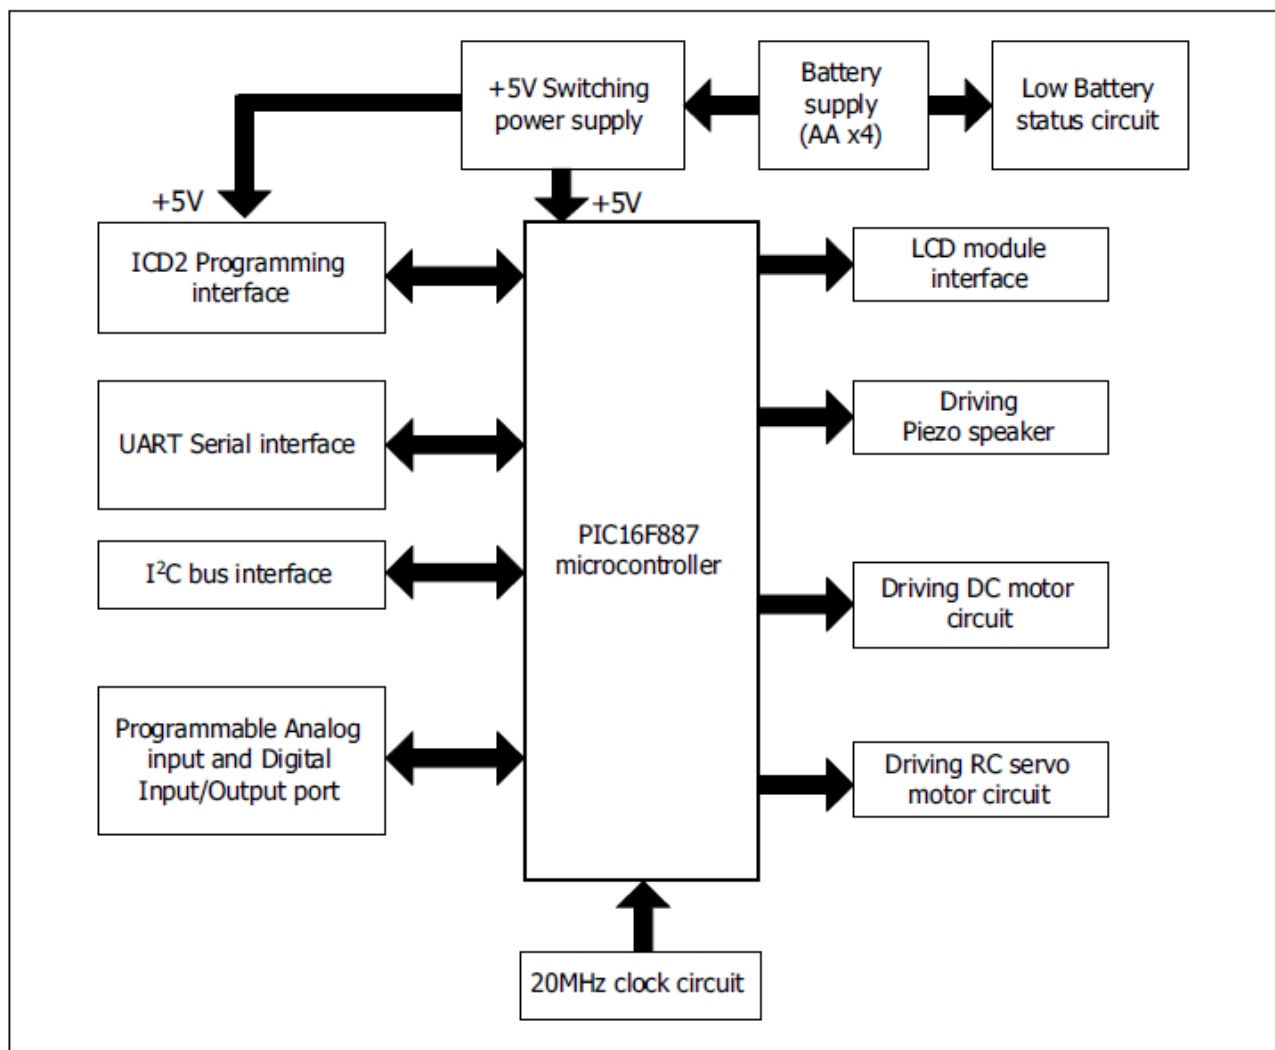 +5V Switching
power supply
Battery
supply
(AA x4)
Low Battery
status circuit
+5V
+5V
ICD2 Programming
interface
LCD module
interface
UART Serial interface
Driving
Piezo speaker
PIC16F887
microcontroller
I²C bus interface
Driving DC motor
circuit
Programmable Analog
input and Digital
Input/Output port
Driving RC servo
motor circuit
20MHz clock circuit